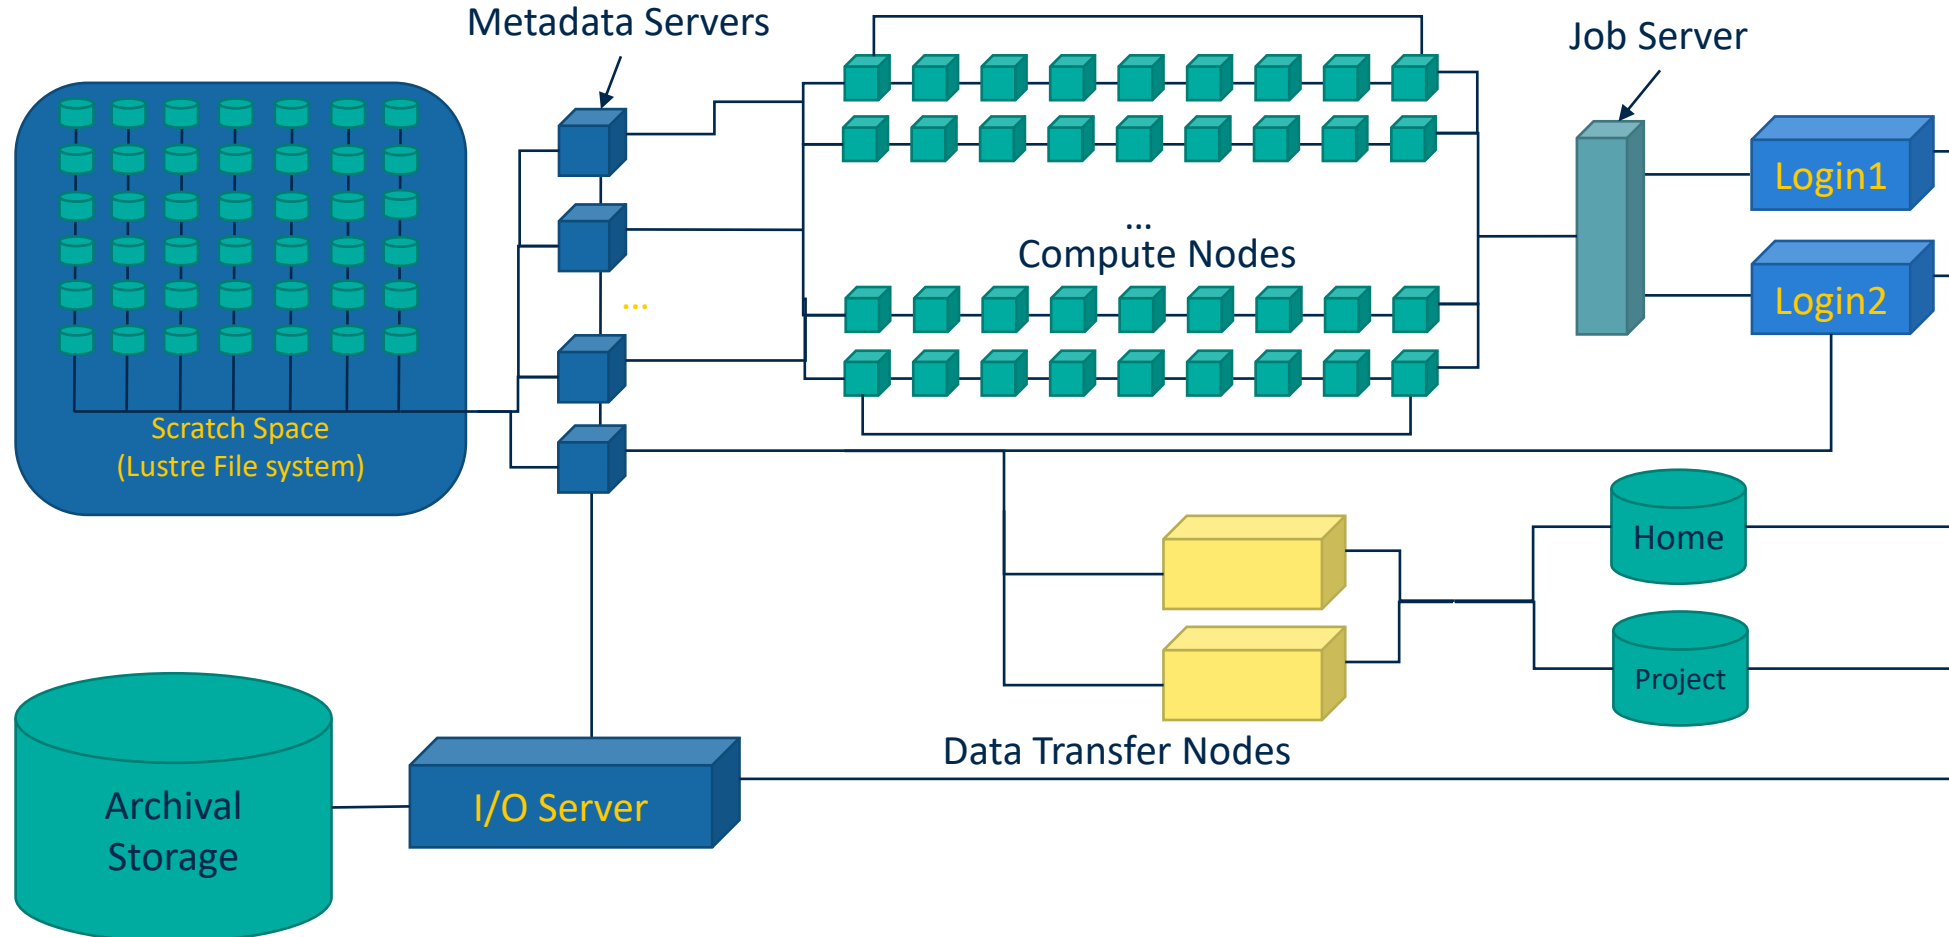 Metadata Servers
Job Server
Login1
...
Compute Nodes
Login2
...
Scratch Space
(Lustre File system)
Home
Project
Data Transfer Nodes
Archival
Storage
I/O Server